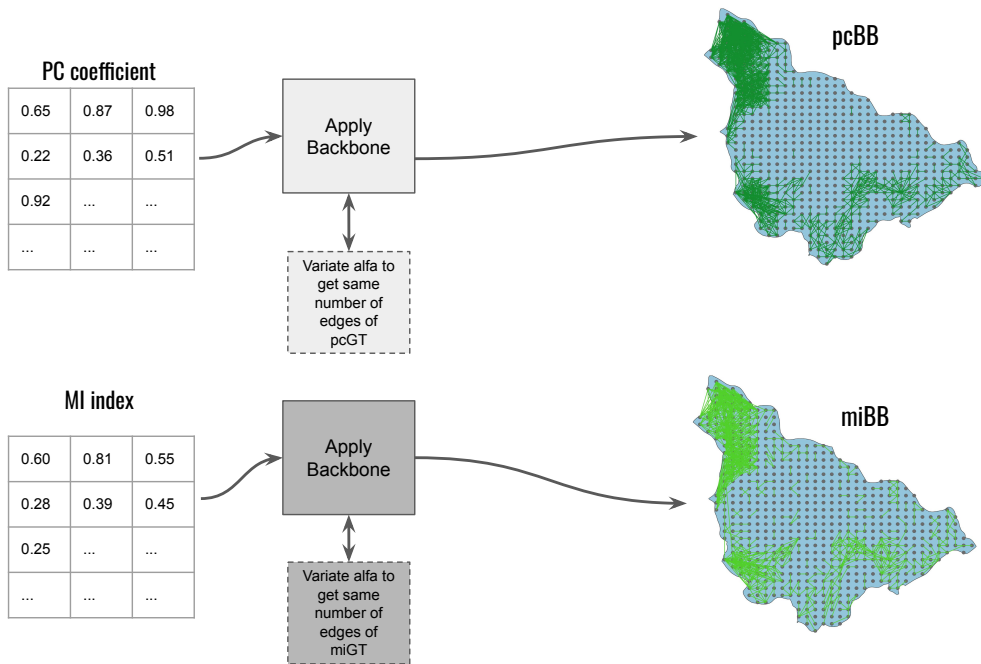 PC coefficient
0.65 0.87 0.98
0.22 0.36 0.51
0.92 ... ...
... ... ...
Apply
Backbone
Variate alfa to
get same
number of
edges of
pcGT
pcBB
MI index
0.60 0.81 0.55
0.28 0.39 0.45
0.25 ... ...
... ... ...
Apply
Backbone
Variate alfa to
get same
number of
edges of
miGT
miBB